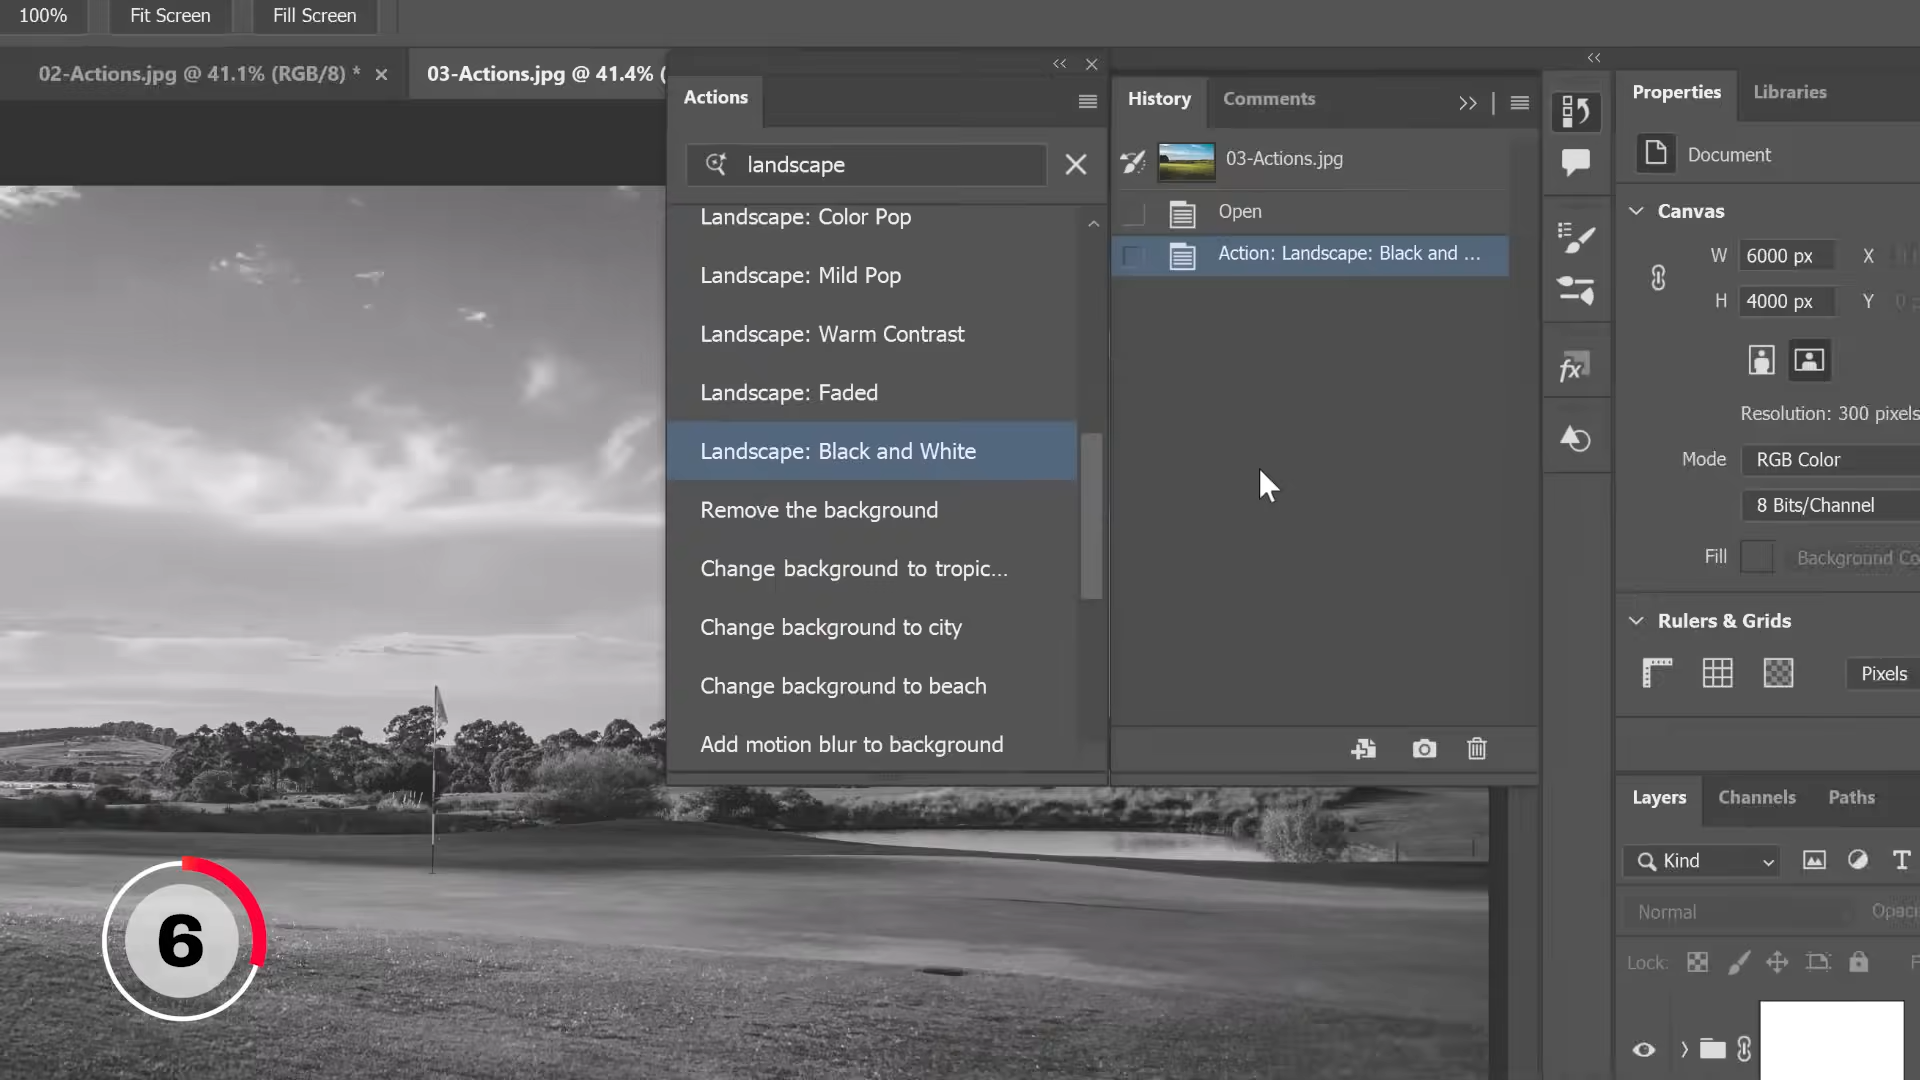 100%
Fit Screen
Fill Screen
02-Actions.jpg @ 41.1% (RGB/8) *
03-Actions.jpg @ 41.4% (
Actions
landscape
Landscape: Color Pop
Landscape: Mild Pop
Landscape: Warm Contrast
Landscape: Faded
Landscape: Black and White
Remove the background
Change background to tropic...
Change background to city
Change background to beach
Add motion blur to background
History
Comments
03-Actions.jpg
Open
Action: Landscape: Black and ...
Properties
Libraries
Document
Canvas
W 6000 px X
H 4000 px Y 0
Resolution: 300 pixels
Mode RGB Color
8 Bits/Channel
Fill Background Co
Rulers & Grids
Pixels
Layers
Channels
Paths
Kind
Normal
Opaci
Lock:
6